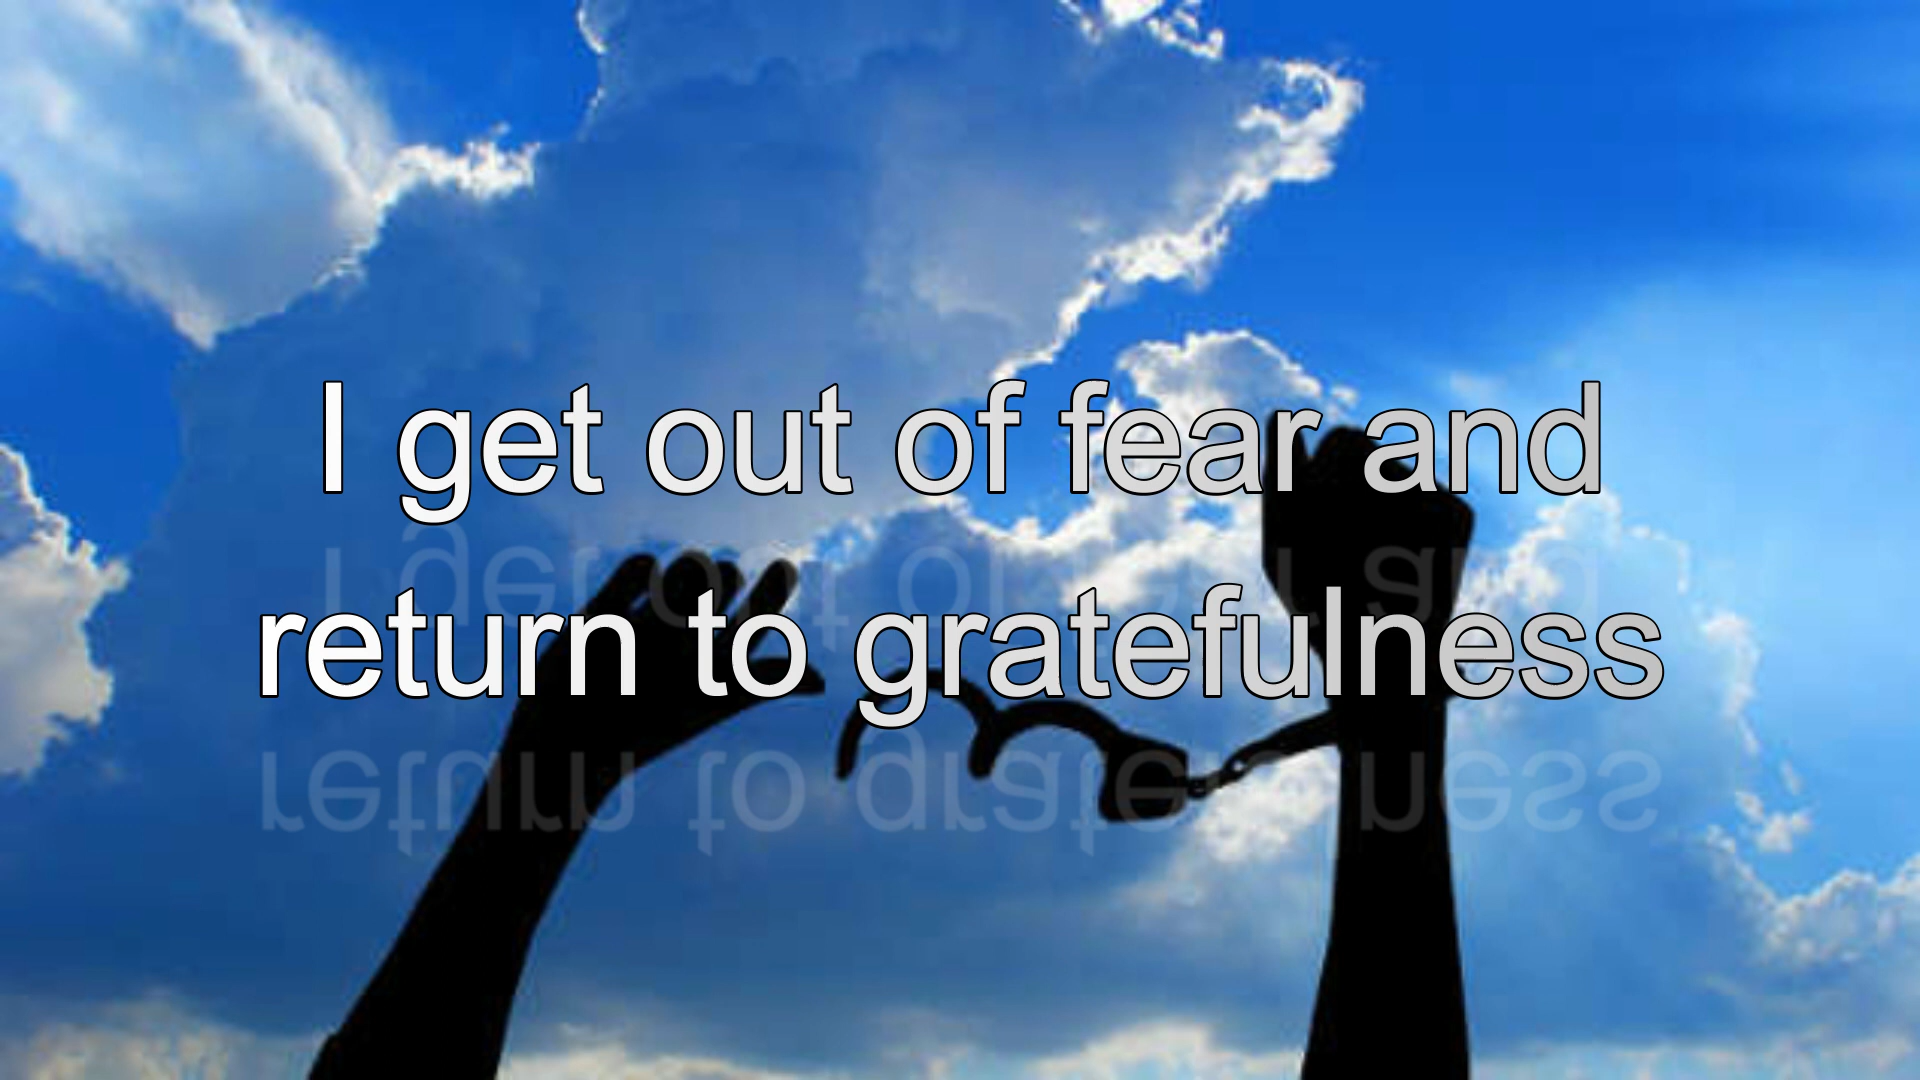 I get out of fear and
return to gratefulness